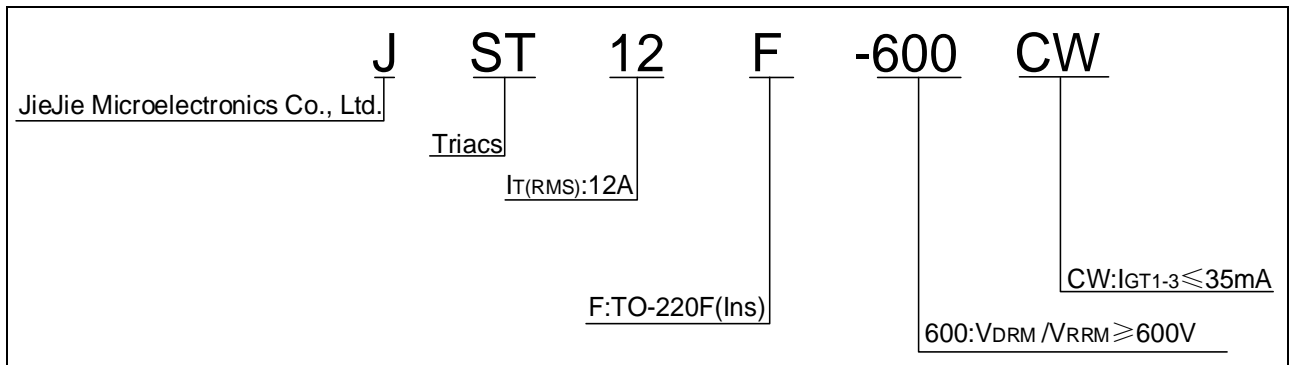 J ST 12 F -600 CW
JieJie Microelectronics Co., Ltd.
Triacs
IT(RMS):12A
CW:IGT1-3≤35mA
F:TO-220F(Ins)
600:VDRM /VRRM≥600V